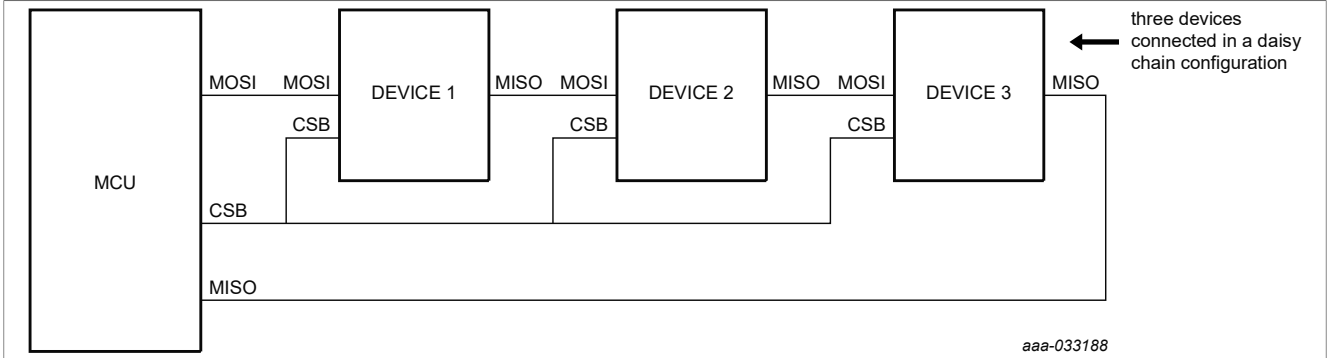 three devices
connected in a daisy
chain configuration
MOSI MOSI DEVICE 1 MISO MOSI DEVICE 2 MISO MOSI DEVICE 3 MISO
CSB CSB CSB
MCU
CSB
MISO
aaa-033188